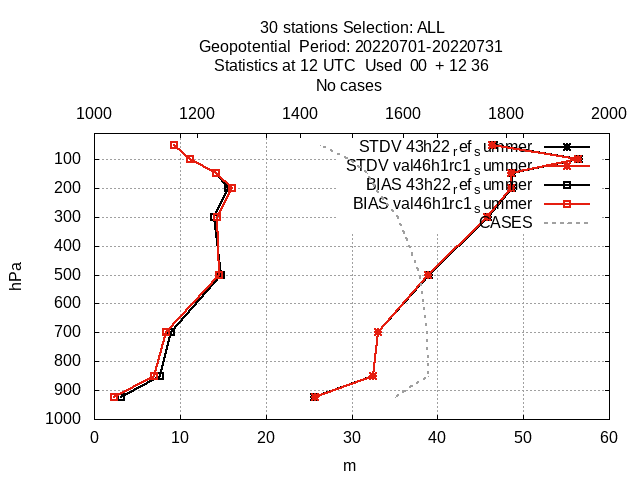 30 stations Selection: ALL
Geopotential  Period: 20220701-20220731
Statistics at 12 UTC  Used  00  + 12 36
No cases
1000 1200 1400 1600 1800 2000
STDV 43h22_ref_summer
STDV val46h1rc1_summer
BIAS 43h22_ref_summer
BIAS val46h1rc1_summer
CASES
100
200
300
400
500
600
700
800
900
1000
hPa
0 10 20 30 40 50 60
m